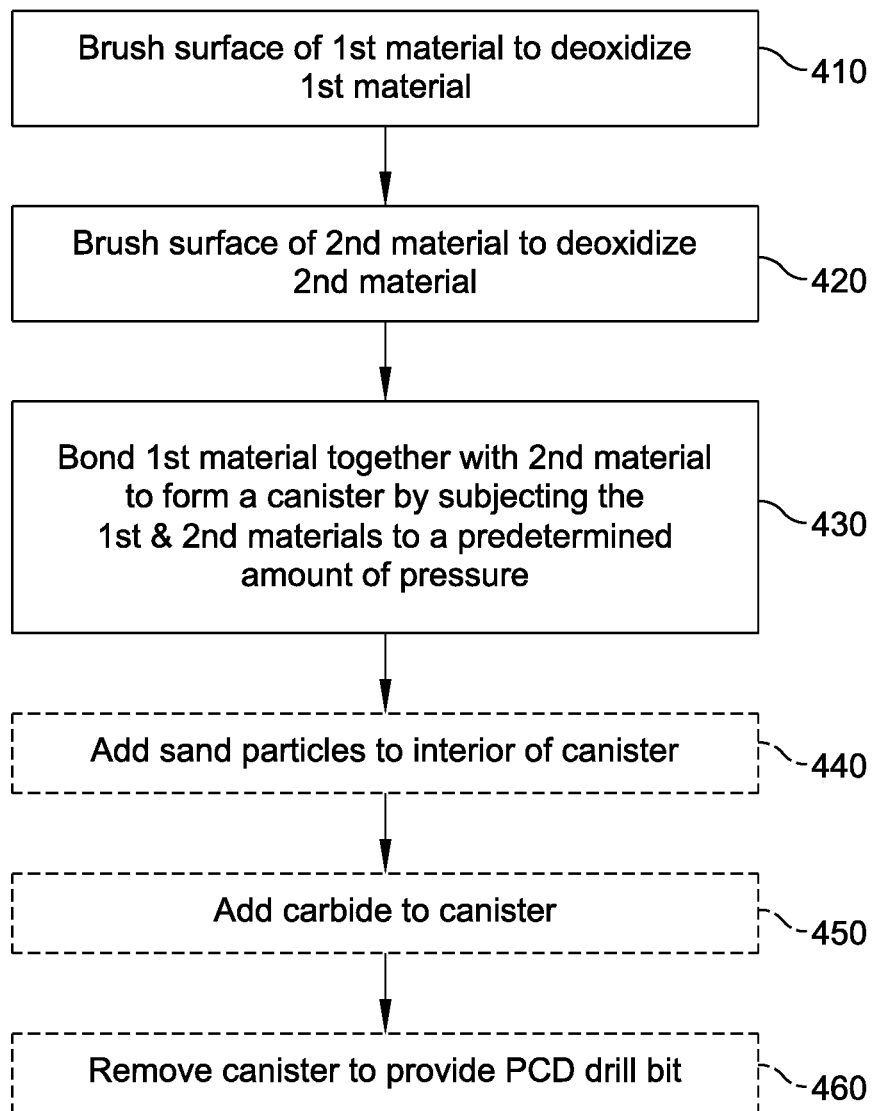 Brush surface of 1st material to deoxidize
1st material
410
Brush surface of 2nd material to deoxidize
2nd material
420
Bond 1st material together with 2nd material
to form a canister by subjecting the
1st & 2nd materials to a predetermined
amount of pressure
430
Add sand particles to interior of canister
440
Add carbide to canister
450
Remove canister to provide PCD drill bit
460